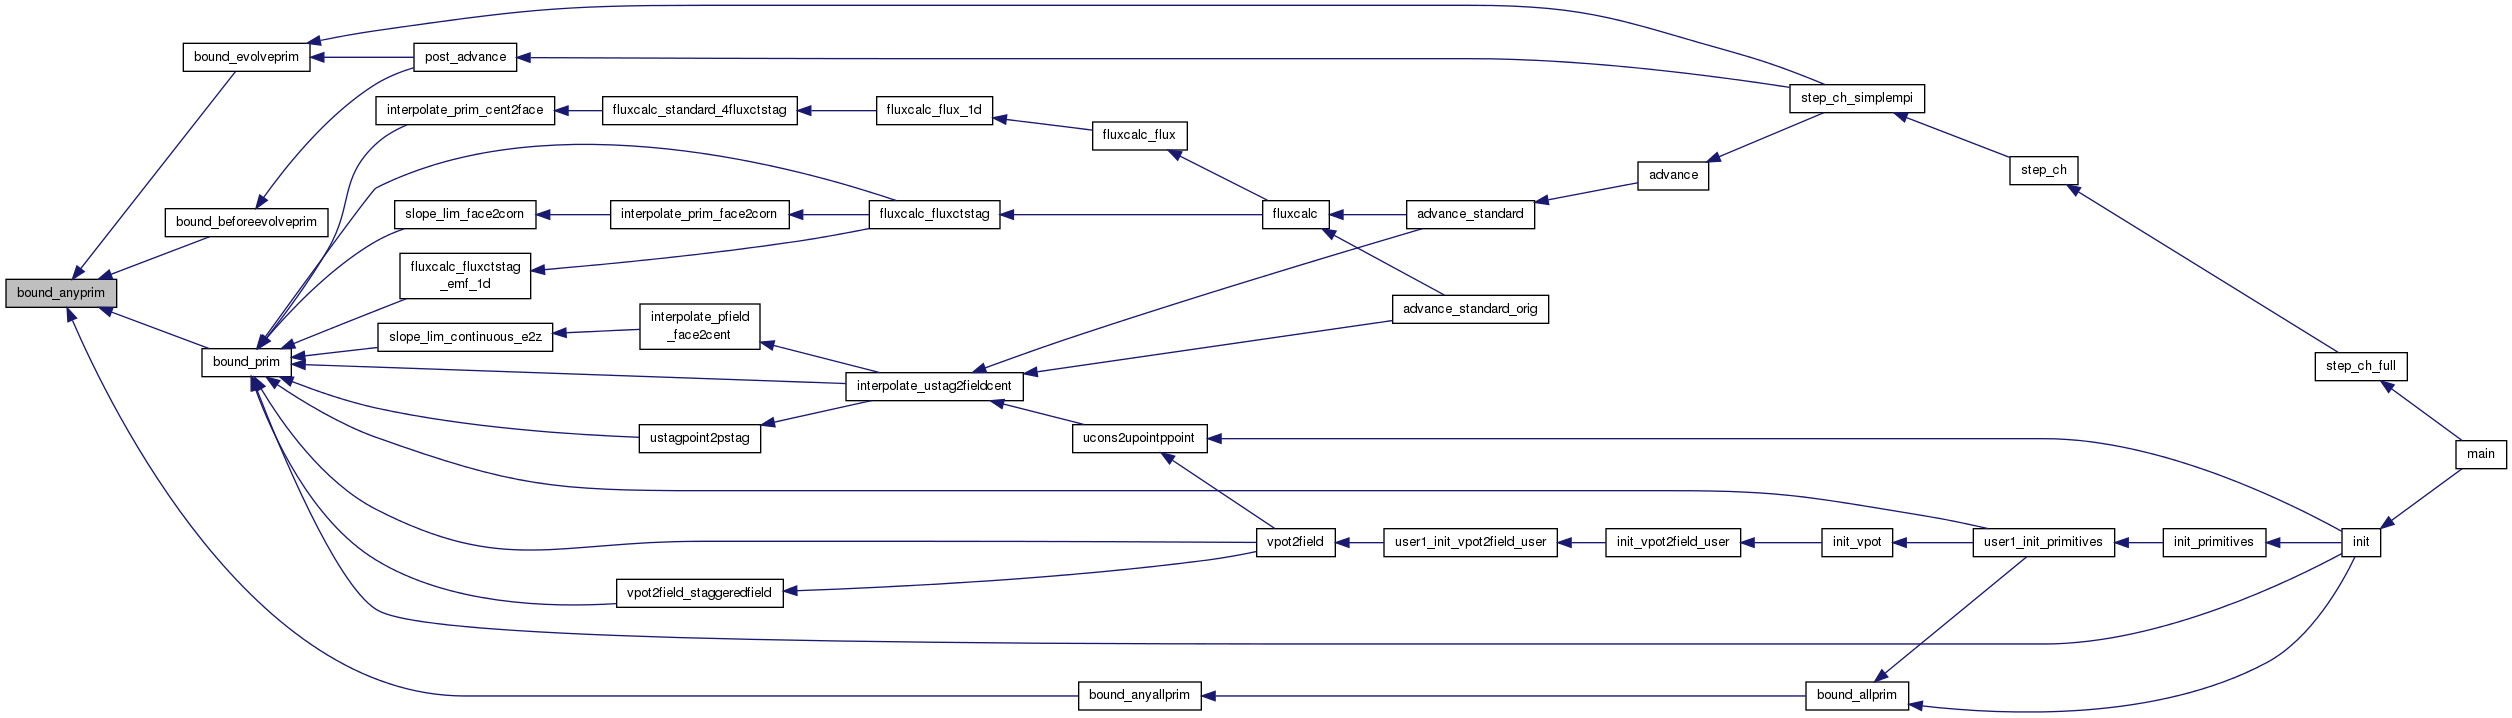 bound_evolveprim
post_advance
step_ch_simplempi
interpolate_prim_cent2face
fluxcalc_standard_4fluxctstag
fluxcalc_flux_1d
fluxcalc_flux
step_ch
advance
bound_beforeevolveprim
slope_lim_face2corn
interpolate_prim_face2corn
fluxcalc_fluxctstag
fluxcalc
advance_standard
bound_anyprim
fluxcalc_fluxctstag
_emf_1d
advance_standard_orig
interpolate_pfield
_face2cent
slope_lim_continuous_e2z
bound_prim
step_ch_full
interpolate_ustag2fieldcent
ustagpoint2pstag
ucons2upointppoint
main
vpot2field
user1_init_vpot2field_user
init_vpot2field_user
init_vpot
user1_init_primitives
init_primitives
init
vpot2field_staggeredfield
bound_anyallprim
bound_allprim